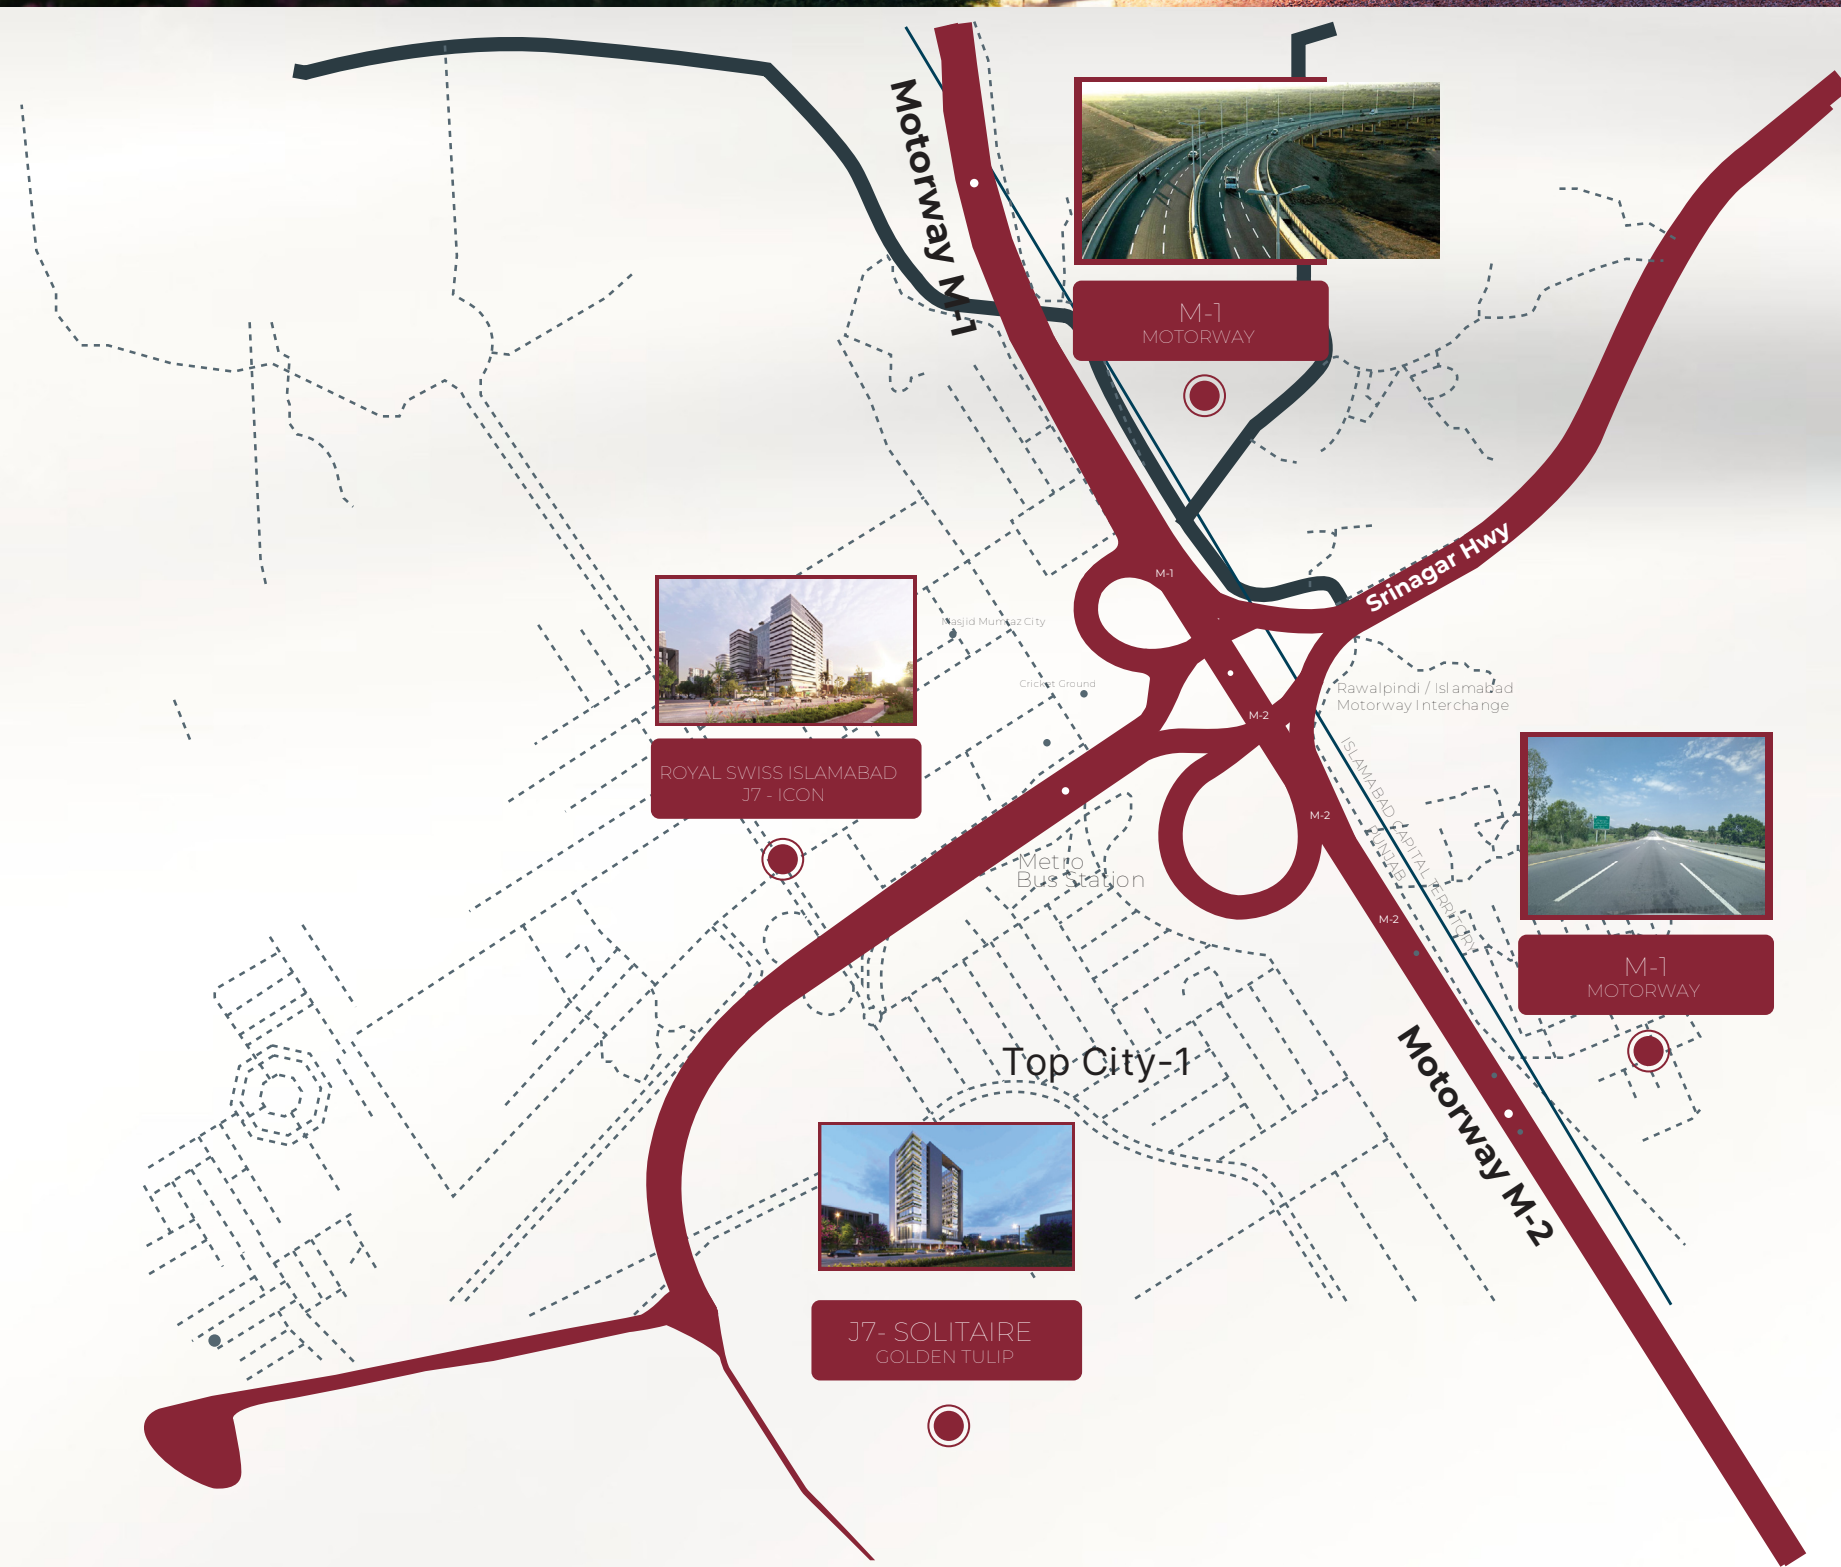 Motorway M-1
M-1
MOTORWAY
Srinagar Hwy
M-1
Masjid Mumtaz City
Cricket Ground
Rawalpindi / Islamabad
Motorway Interchange
M-2
ROYAL SWISS ISLAMABAD
J7 - ICON
ISLAMABAD CAPITAL TERRITORY
PUNJAB
M-2
Metro
Bus Station
M-2
M-1
MOTORWAY
Top City-1
Motorway M-2
J7- SOLITAIRE
GOLDEN TULIP